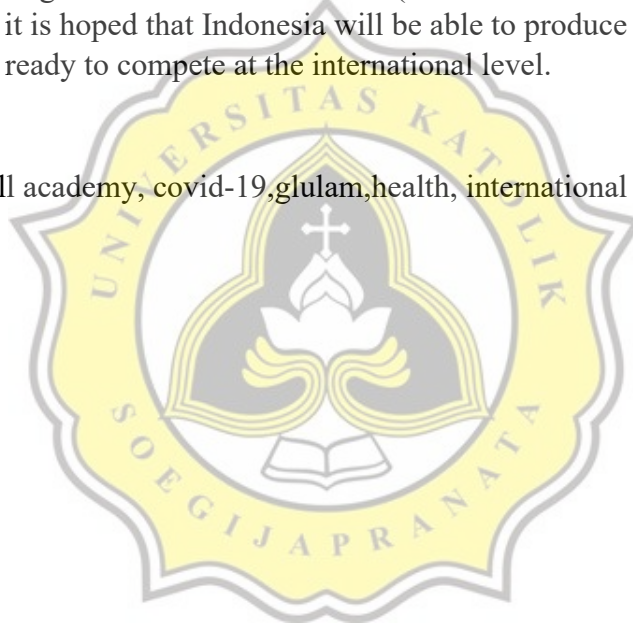 it is hoped that Indonesia will be able to produce
ready to compete at the international level.
ll academy, covid-19,glulam,health, international
UNIVERSITAS KATOLIK
SOEGIJAPRANATA